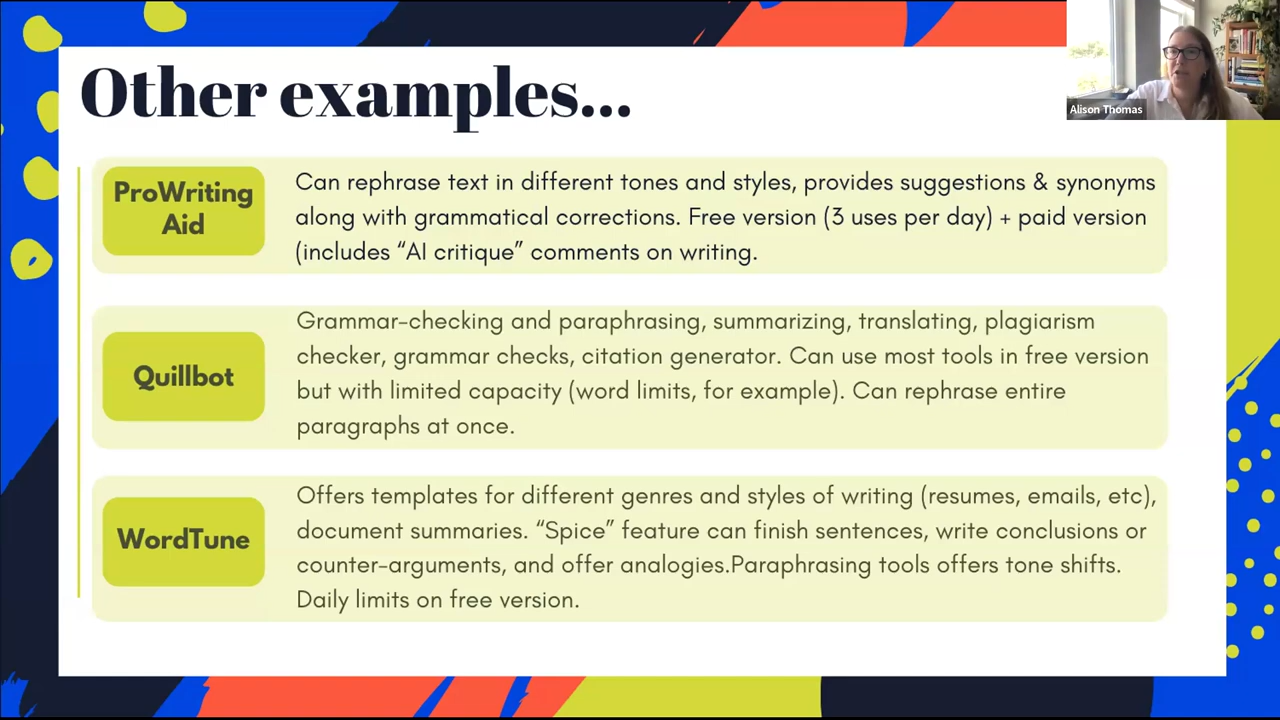 Other examples...
Alison Thomas
ProWriting
Aid
Can rephrase text in different tones and styles, provides suggestions & synonyms
along with grammatical corrections. Free version (3 uses per day) + paid version
(includes “AI critique” comments on writing.
Quillbot
Grammar-checking and paraphrasing, summarizing, translating, plagiarism
checker, grammar checks, citation generator. Can use most tools in free version
but with limited capacity (word limits, for example). Can rephrase entire
paragraphs at once.
WordTune
Offers templates for different genres and styles of writing (resumes, emails, etc),
document summaries. “Spice” feature can finish sentences, write conclusions or
counter-arguments, and offer analogies.Paraphrasing tools offers tone shifts.
Daily limits on free version.